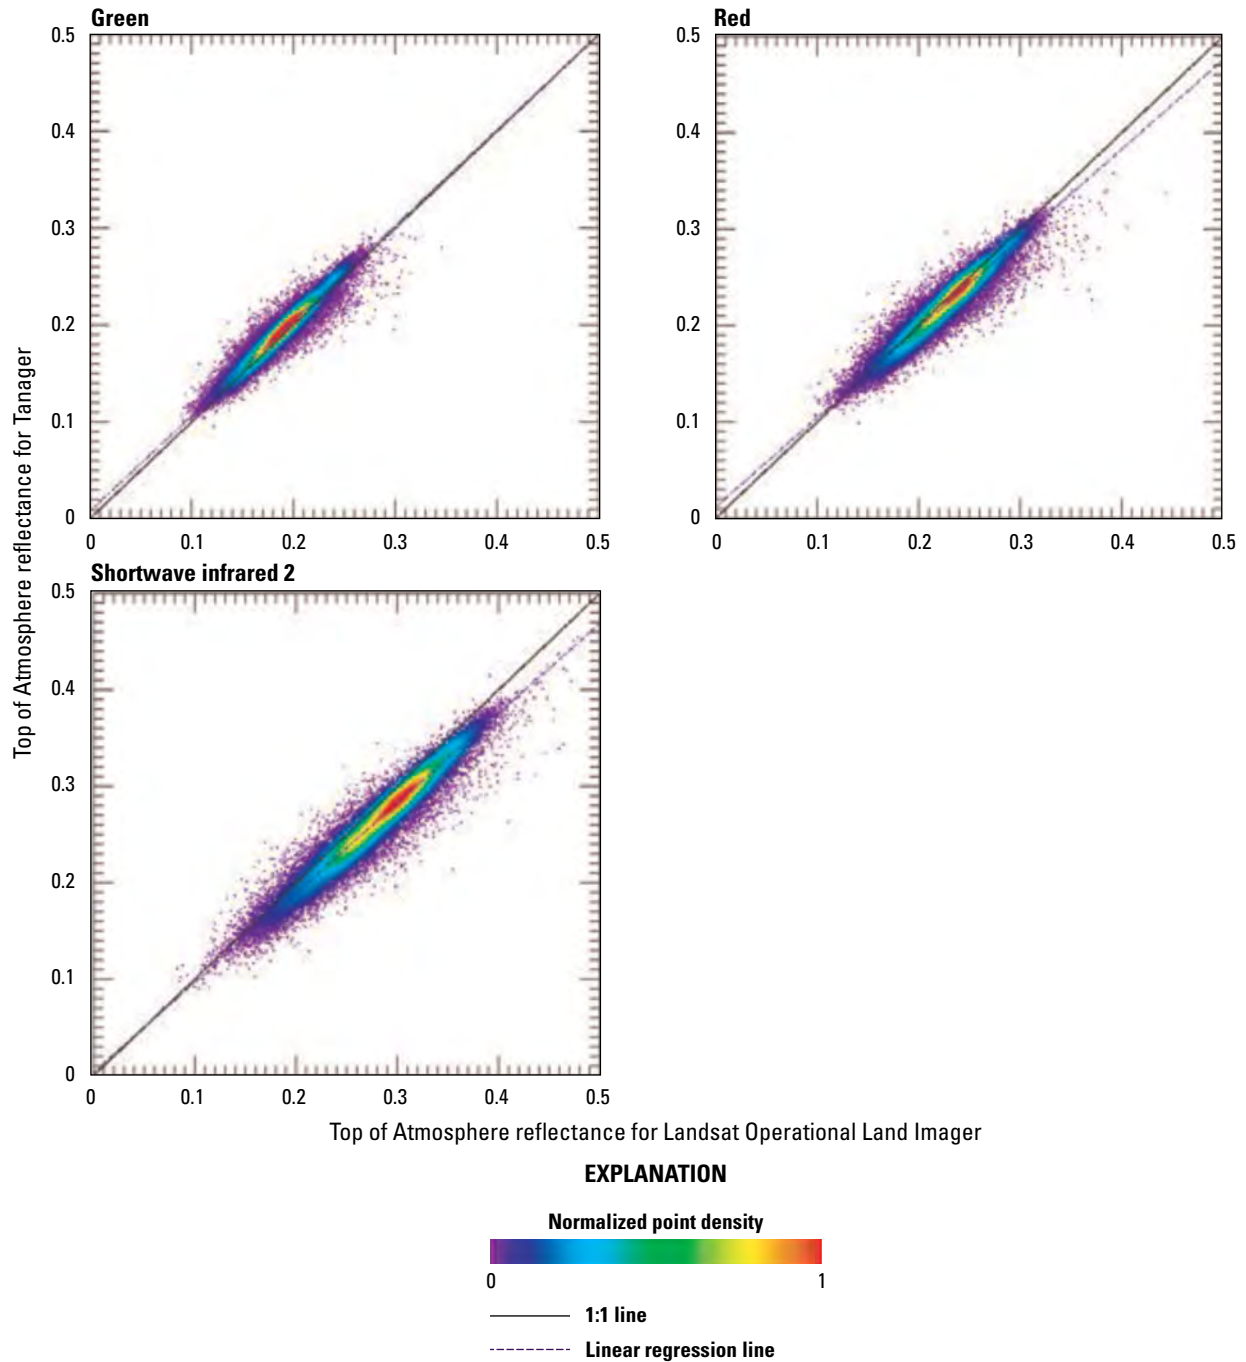 Green
0.5
0.4
0.3
0.2
0.1
0
0 0.1 0.2 0.3 0.4 0.5
Red
0.5
0.4
0.3
0.2
0.1
0
0 0.1 0.2 0.3 0.4 0.5
Shortwave infrared 2
0.5
0.4
0.3
0.2
0.1
0
0 0.1 0.2 0.3 0.4 0.5
Top of Atmosphere reflectance for Tanager
Top of Atmosphere reflectance for Landsat Operational Land Imager
EXPLANATION
Normalized point density
0 1
1:1 line
Linear regression line